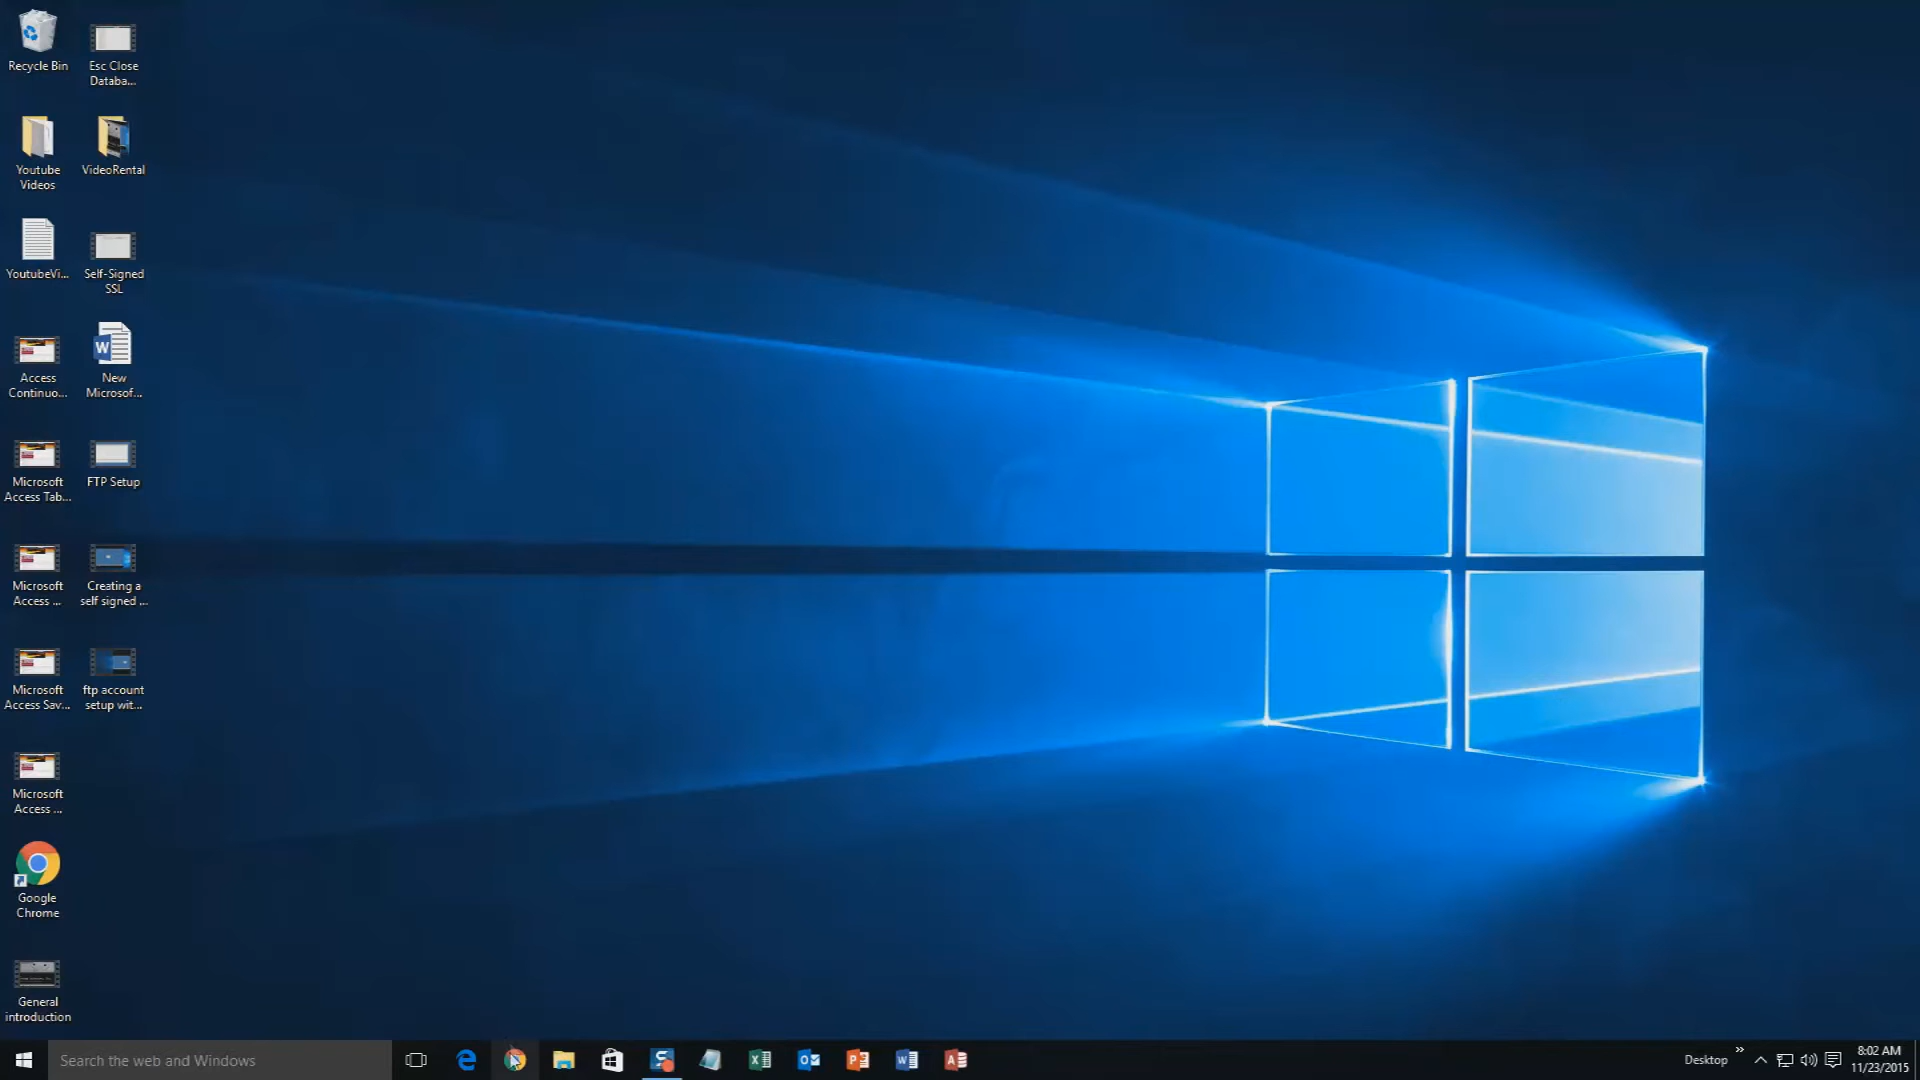 Recycle Bin
Esc Close
Databa...
Youtube
Videos
VideoRental
YoutubeVi...
Self-Signed
SSL
Access
Continuo...
New
Microsof...
Microsoft
Access Tab...
FTP Setup
Microsoft
Access ...
Creating a
self signed ...
Microsoft
Access Sav...
ftp account
setup wit...
Microsoft
Access ...
Google
Chrome
General
introduction
Search the web and Windows
Desktop
8:02 AM
11/23/2015